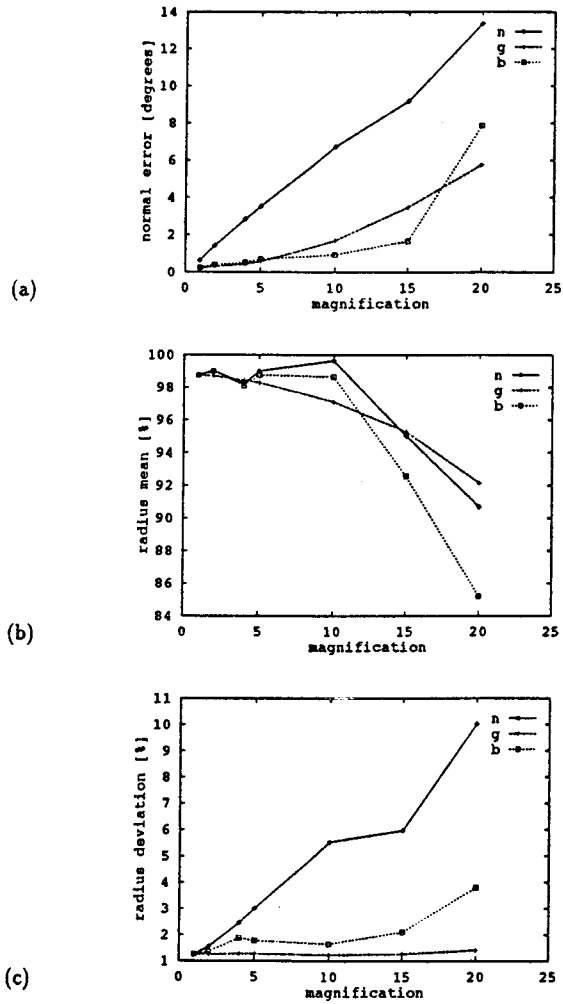 14
12
10
8
6
4
2
0
normal error [degrees]
n
g
b
0 5 10 15 20 25
magnification
(a)
100
98
96
94
92
90
88
86
84
radius mean [%]
n
g
b
0 5 10 15 20 25
magnification
(b)
11
10
9
8
7
6
5
4
3
2
1
radius deviation [%]
n
g
b
0 5 10 15 20 25
magnification
(c)